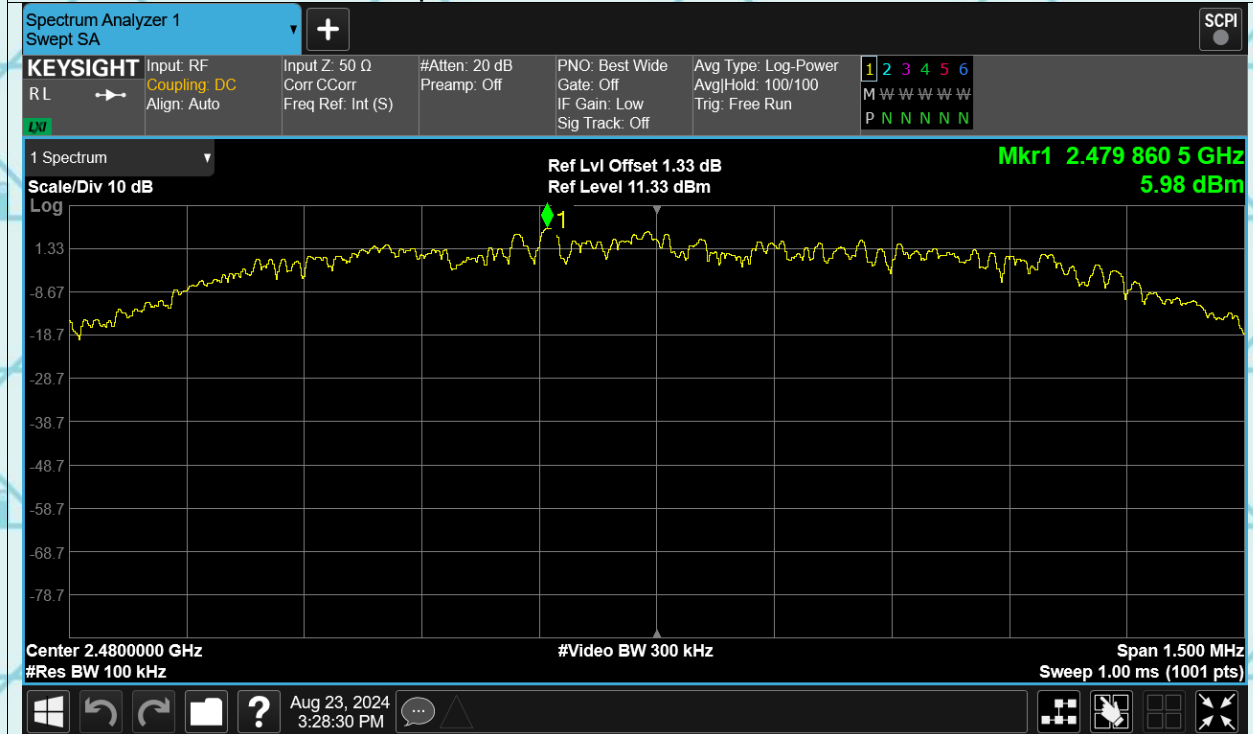 Spectrum Analyzer 1
Swept SA
▼
+
SCPI
KEYSIGHT
RL
LXI
Input: RF
Coupling: DC
Align: Auto
Input Z: 50 Ω
Corr CCorr
Freq Ref: Int (S)
#Atten: 20 dB
Preamp: Off
PNO: Best Wide
Gate: Off
IF Gain: Low
Sig Track: Off
Avg Type: Log-Power
Avg|Hold: 100/100
Trig: Free Run
1 2 3 4 5 6
M W W W W W
P N N N N N
1 Spectrum ▼
Scale/Div 10 dB
Ref Lvl Offset 1.33 dB
Ref Level 11.33 dBm
Mkr1 2.479 860 5 GHz
5.98 dBm
Log
1
1.33
-8.67
-18.7
-28.7
-38.7
-48.7
-58.7
-68.7
-78.7
Center 2.4800000 GHz
#Res BW 100 kHz
#Video BW 300 kHz
Span 1.500 MHz
Sweep 1.00 ms (1001 pts)
?
Aug 23, 2024
3:28:30 PM